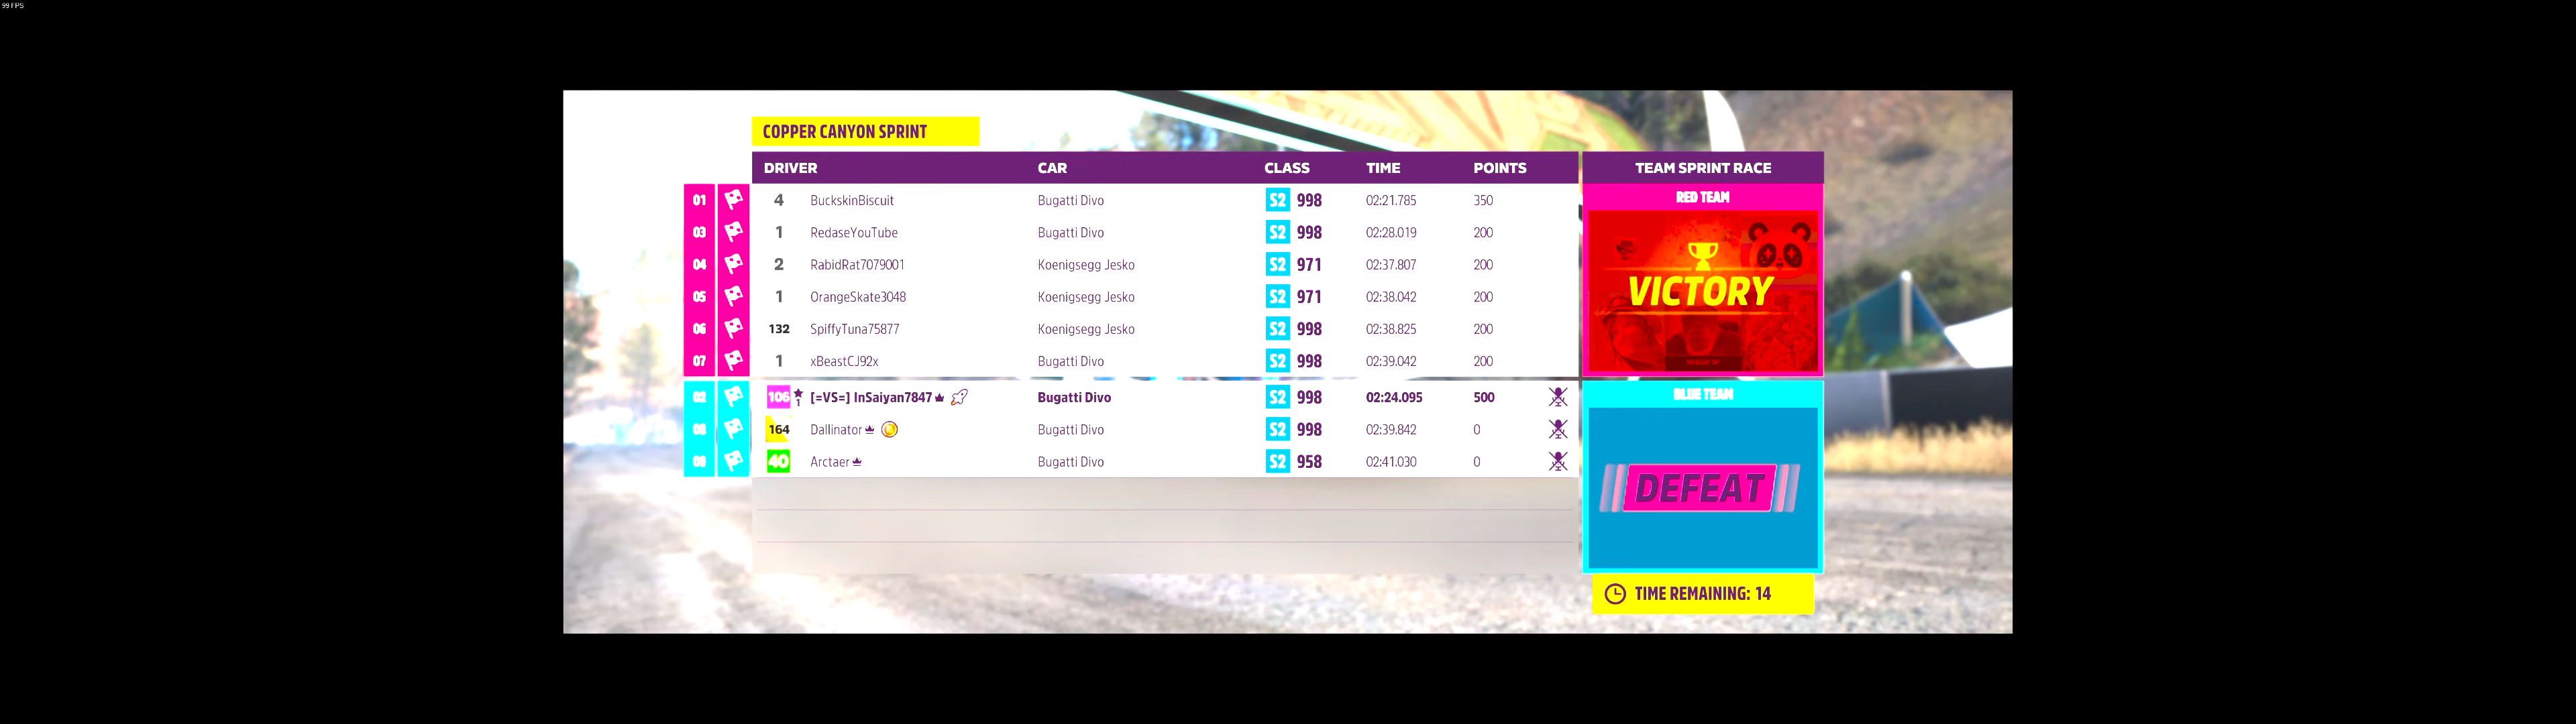 99 FPS
COPPER CANYON SPRINT
DRIVER CAR CLASS TIME POINTS TEAM SPRINT RACE
01 4 BuckskinBiscuit Bugatti Divo S2 998 02:21.785 350
03 1 RedaseYouTube Bugatti Divo S2 998 02:28.019 200
04 2 RabidRat7079001 Koenigsegg Jesko S2 971 02:37.807 200
05 1 OrangeSkate3048 Koenigsegg Jesko S2 971 02:38.042 200
06 132 SpiffyTuna75877 Koenigsegg Jesko S2 998 02:38.825 200
07 1 xBeastCJ92x Bugatti Divo S2 998 02:39.042 200
RED TEAM
VICTORY
02 106 1 [=VS=] InSaiyan7847 Bugatti Divo S2 998 02:24.095 500
08 164 Dallinator Bugatti Divo S2 998 02:39.842 0
09 40 Arctaer Bugatti Divo S2 958 02:41.030 0
BLUE TEAM
DEFEAT
TIME REMAINING: 14